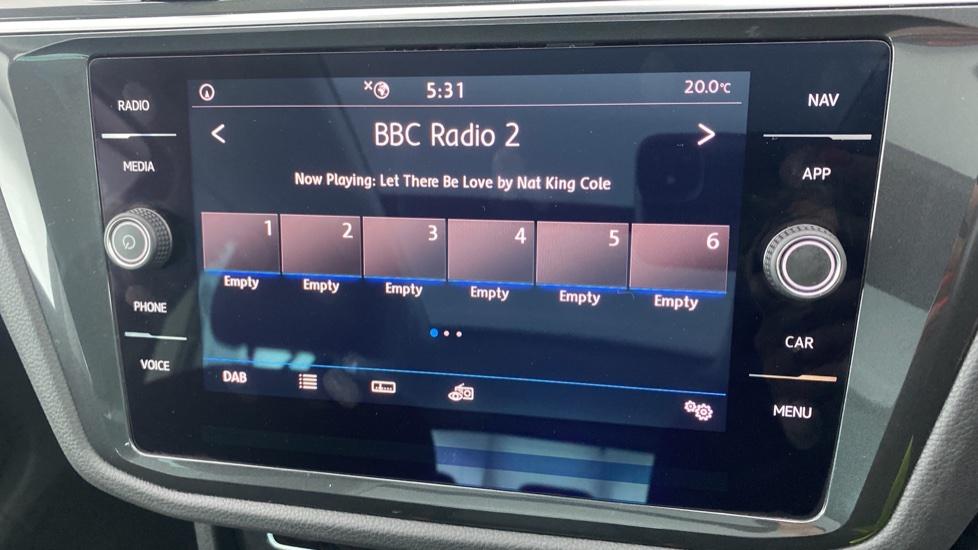 RADIO
MEDIA
PHONE
VOICE
5:31
20.0°C
< BBC Radio 2 >
Now Playing: Let There Be Love by Nat King Cole
1 2 3 4 5 6
Empty Empty Empty Empty Empty Empty
DAB
NAV
APP
CAR
MENU